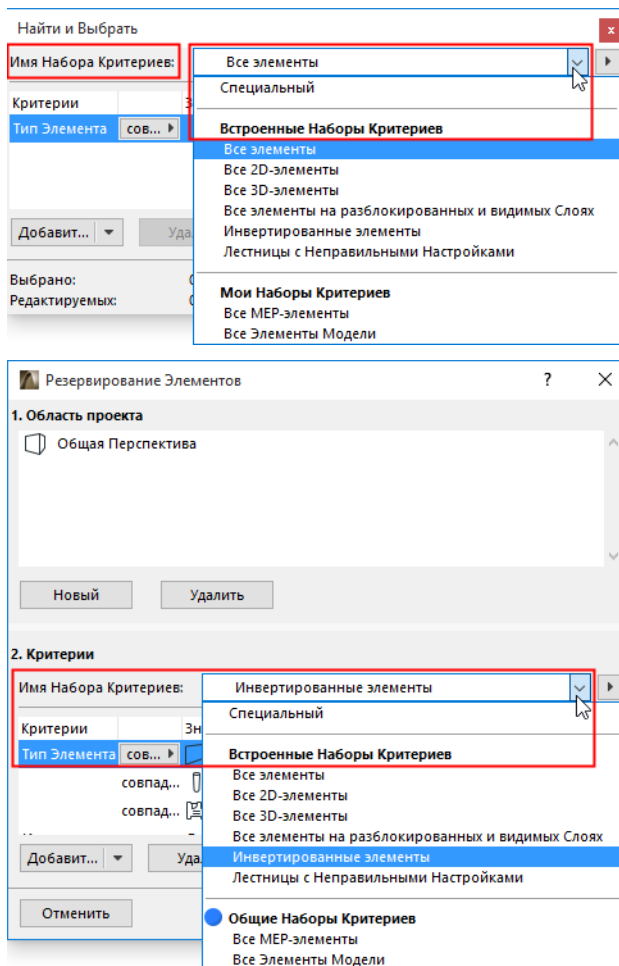 Найти и Выбрать x
Имя Набора Критериев: Все элементы
Специальный
Критерии
Встроенные Наборы Критериев
Тип Элемента сов...
Все элементы
Все 2D-элементы
Все 3D-элементы
Все элементы на разблокированных и видимых Слоях
Добавит... Уда
Инвертированные элементы
Лестницы с Неправильными Настройками
Выбрано:
Мои Наборы Критериев
Редактируемых:
Все MEP-элементы
Все Элементы Модели
Резервирование Элементов ?
1. Область проекта
Общая Перспектива
Новый Удалить
2. Критерии
Имя Набора Критериев: Инвертированные элементы
Специальный
Критерии Зн
Тип Элемента сов...
Встроенные Наборы Критериев
Все элементы
совпад...
Все 2D-элементы
совпад...
Все 3D-элементы
Все элементы на разблокированных и видимых Слоях
Добавит... Уда
Инвертированные элементы
Лестницы с Неправильными Настройками
Отменить
Общие Наборы Критериев
Все MEP-элементы
Все Элементы Модели